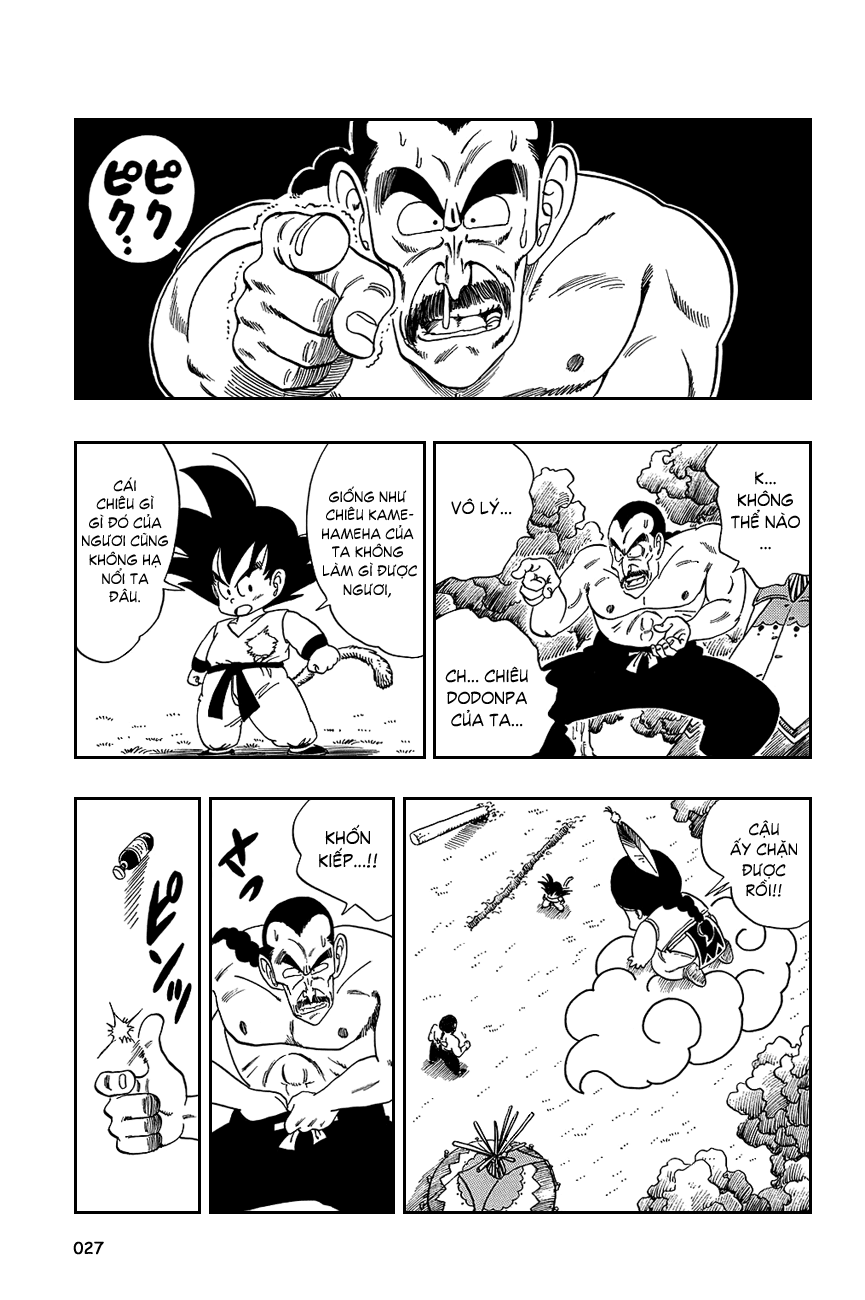 ピク
ピク…
K...
KHÔNG
THỂ NÀO
...
VÔ LÝ...
CH... CHIÊU
DODONPA
CỦA TA...
GIỐNG NHƯ
CHIÊU KAME-
HAMEHA CỦA
TA KHÔNG
LÀM GÌ ĐƯỢC
NGƯƠI,
CÁI
CHIÊU GÌ
GÌ ĐÓ CỦA
NGƯƠI CŨNG
KHÔNG HẠ
NỔI TA
ĐÂU.
CẬU
ẤY CHẶN
ĐƯỢC
RỒI!!
KHỐN
KIẾP...!!
さっ
ピンッ
027